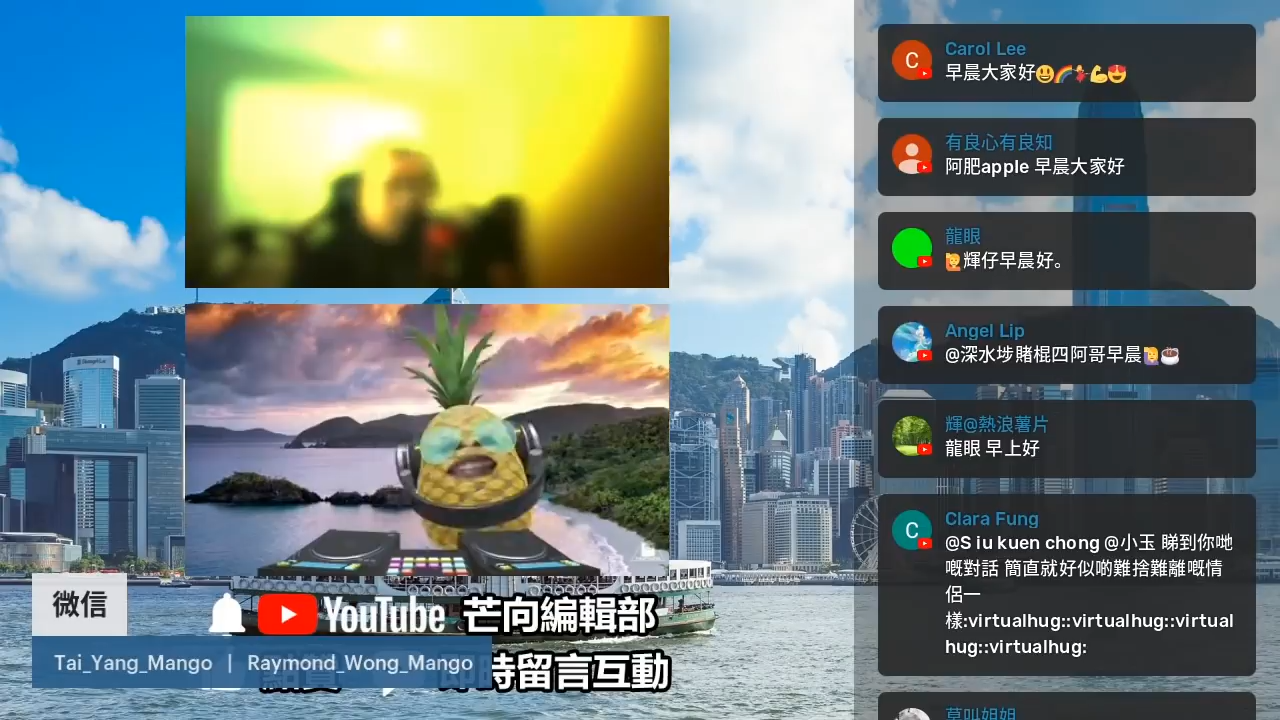 Carol Lee
早晨大家好😃🌈💃💪😍
有良心有良知
阿肥apple 早晨大家好
龍眼
🙋輝仔早晨好。
Angel Lip
@深水埗賭棍四阿哥早晨🙋☕
輝@熱浪薯片
龍眼 早上好
Clara Fung
@S iu kuen chong @小玉 睇到你哋
嘅對話 簡直就好似啲難捨難離嘅情
侶一
樣:virtualhug::virtualhug::virtual
hug::virtualhug:
微信
YouTube 芒向編輯部
Tai_Yang_Mango | Raymond_Wong_Mango
即時留言互動